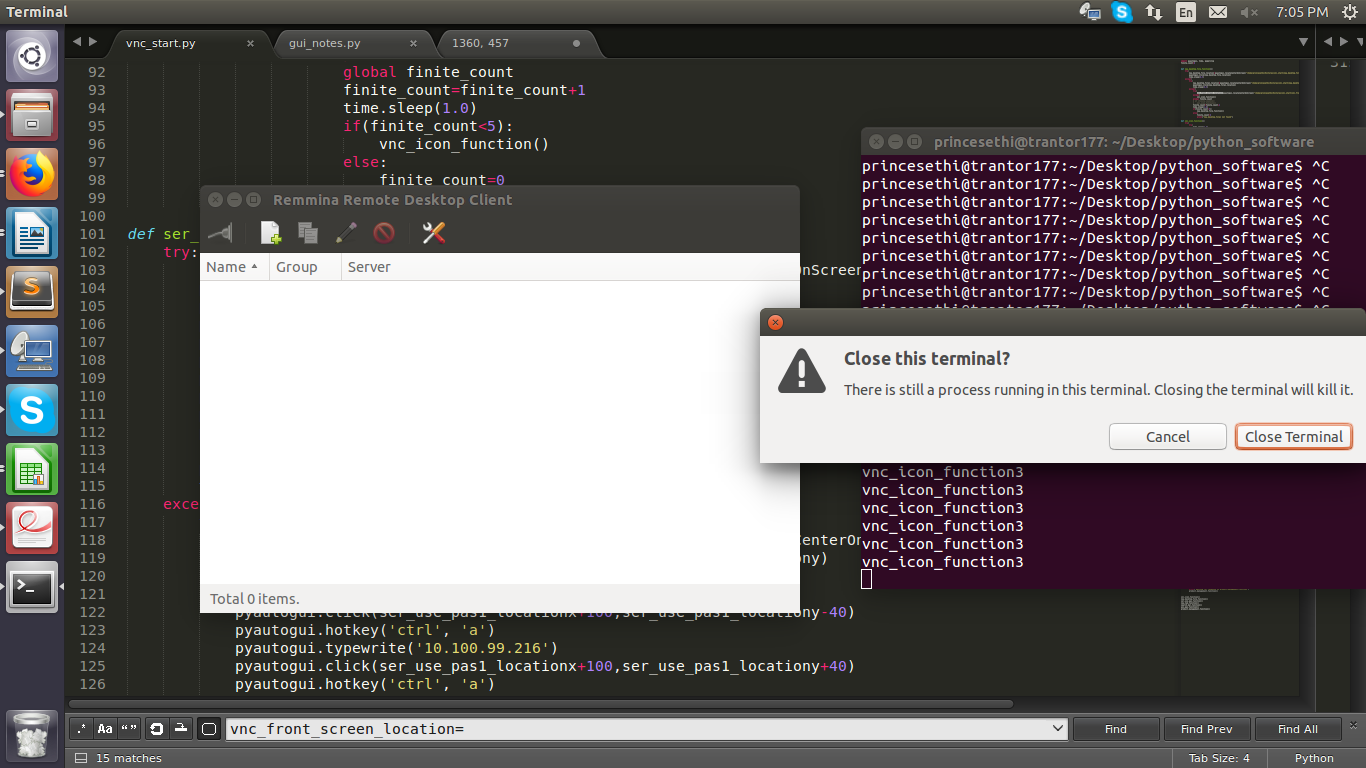 Terminal
En
7:05 PM
vnc_start.py
gui_notes.py
1360, 457
92 global finite_count
93 finite_count=finite_count+1
94 time.sleep(1.0)
95 if(finite_count<5):
96 vnc_icon_function()
97 else:
98 finite_count=0
99
100
101 def ser_
102 try:
103 onScreen
104
105
106
107
108
109
110
111
112
113
114
115
116 exce
117
118 CenterOn
119 ony)
120
121
122 pyautogui.click(ser_use_pas1_locationx+100,ser_use_pas1_locationy-40)
123 pyautogui.hotkey('ctrl', 'a')
124 pyautogui.typewrite('10.100.99.216')
125 pyautogui.click(ser_use_pas1_locationx+100,ser_use_pas1_locationy+40)
126 pyautogui.hotkey('ctrl', 'a')
Remmina Remote Desktop Client
Name Group Server
Total 0 items.
princesethi@trantor177: ~/Desktop/python_software
princesethi@trantor177:~/Desktop/python_software$ ^C
princesethi@trantor177:~/Desktop/python_software$ ^C
princesethi@trantor177:~/Desktop/python_software$ ^C
princesethi@trantor177:~/Desktop/python_software$ ^C
princesethi@trantor177:~/Desktop/python_software$ ^C
princesethi@trantor177:~/Desktop/python_software$ ^C
princesethi@trantor177:~/Desktop/python_software$ ^C
princesethi@trantor177:~/Desktop/python_software$ ^C
princesethi@trantor177:~/Desktop/python_software$ ^C
Close this terminal?
There is still a process running in this terminal. Closing the terminal will kill it.
Cancel Close Terminal
vnc_icon_function3
vnc_icon_function3
vnc_icon_function3
vnc_icon_function3
vnc_icon_function3
vnc_icon_function3
.* Aa “ ” vnc_front_screen_location= Find Find Prev Find All
15 matches Tab Size: 4 Python